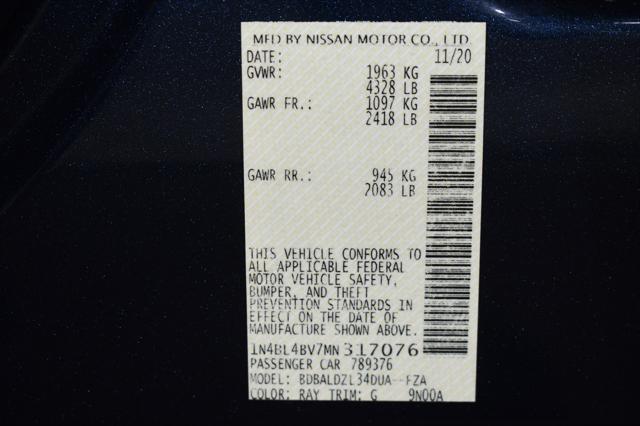 MFD BY NISSAN MOTOR CO., LTD.
DATE: 11/20
GVWR: 1963 KG
4328 LB
GAWR FR.: 1097 KG
2418 LB
GAWR RR.: 945 KG
2083 LB
THIS VEHICLE CONFORMS TO
ALL APPLICABLE FEDERAL
MOTOR VEHICLE SAFETY,
BUMPER, AND THEFT
PREVENTION STANDARDS IN
EFFECT ON THE DATE OF
MANUFACTURE SHOWN ABOVE.
1N4BL4BV7MN317076
PASSENGER CAR 789376
MODEL: BDBALDZL34DUA--FZA
COLOR: RAY TRIM: G 9N00A